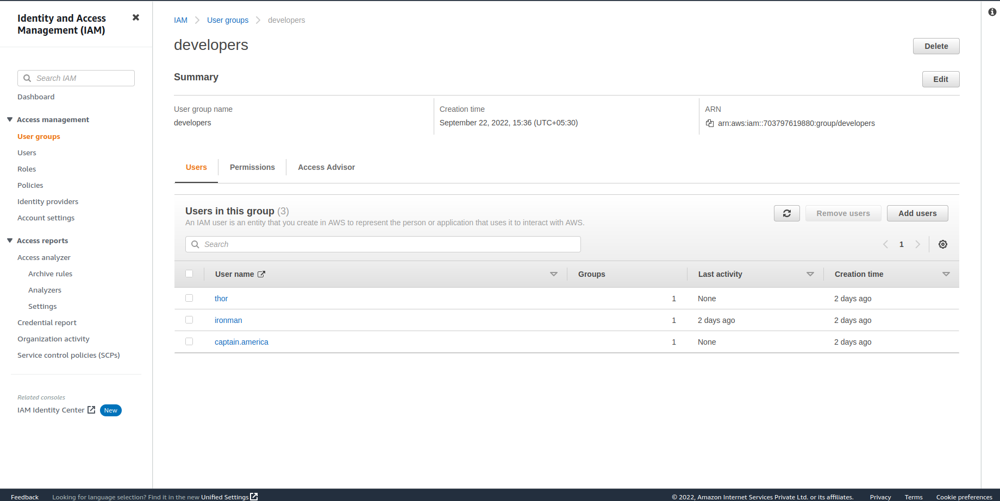 Identity and Access
Management (IAM)
Search IAM
Dashboard
Access management
User groups
Users
Roles
Policies
Identity providers
Account settings
Access reports
Access analyzer
Archive rules
Analyzers
Settings
Credential report
Organization activity
Service control policies (SCPs)
Related consoles
IAM Identity Center New
IAM User groups developers
developers
Delete
Summary
Edit
User group name
developers
Creation time
September 22, 2022, 15:36 (UTC+05:30)
ARN
arn:aws:iam::703797619880:group/developers
Users Permissions Access Advisor
Users in this group (3)
An IAM user is an entity that you create in AWS to represent the person or application that uses it to interact with AWS.
Remove users Add users
Search
1
User name Groups Last activity Creation time
thor 1 None 2 days ago
ironman 1 2 days ago 2 days ago
captain.america 1 None 2 days ago
Feedback Looking for language selection? Find it in the new Unified Settings © 2022, Amazon Internet Services Private Ltd. or its affiliates. Privacy Terms Cookie preferences